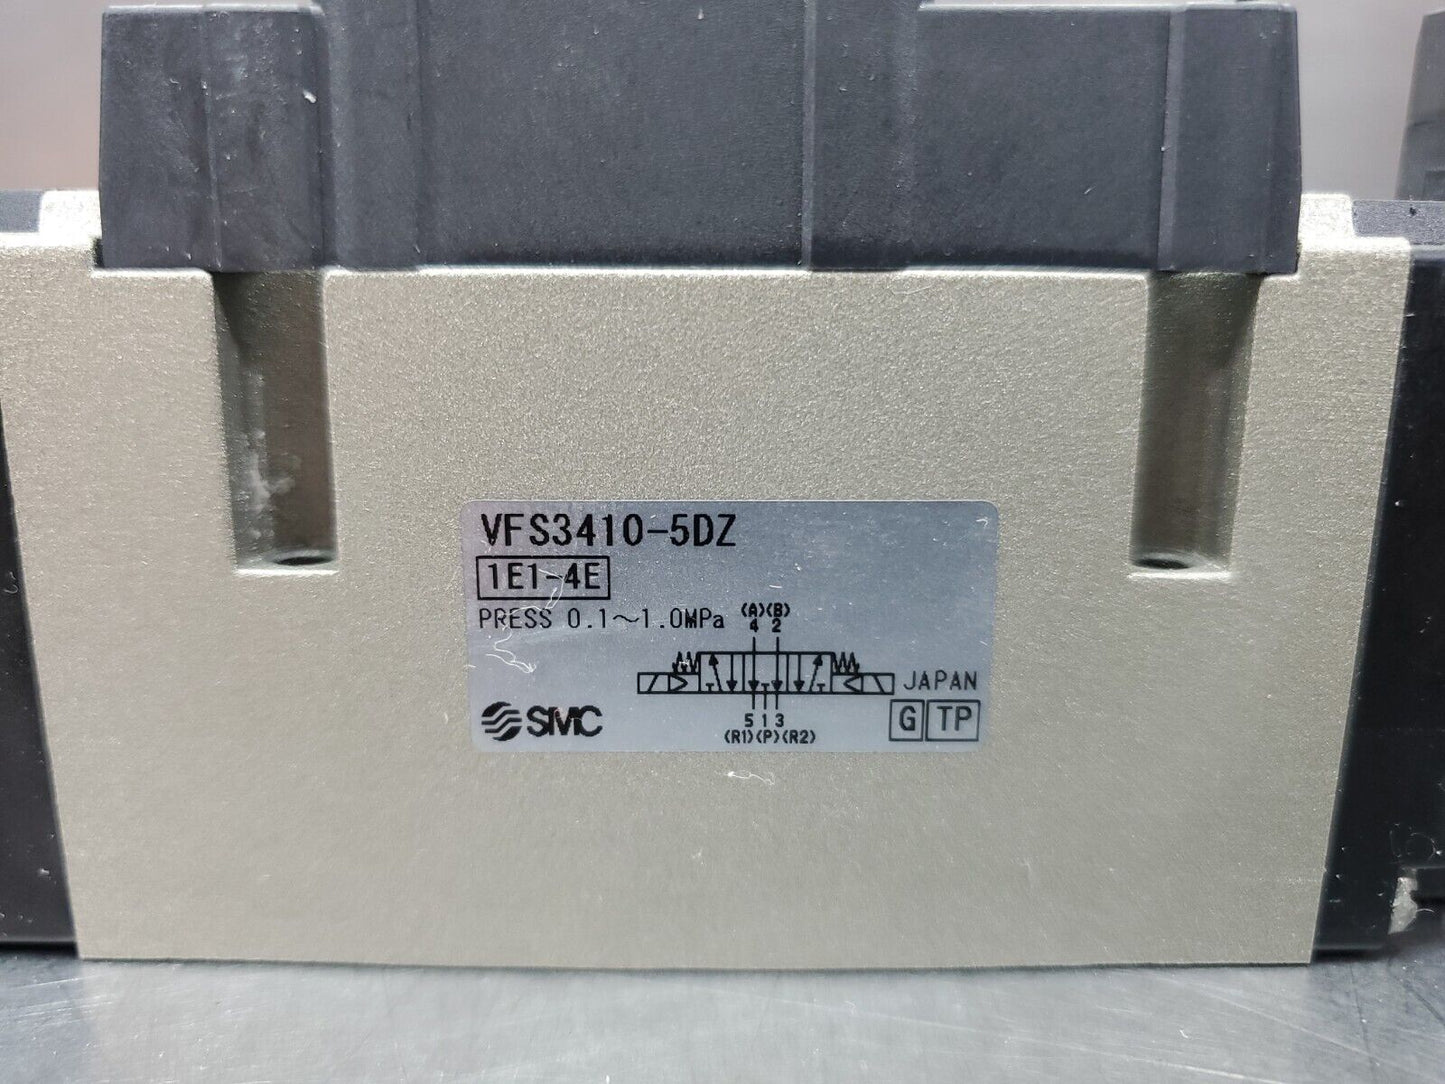 VFS3410-5DZ
1E1-4E
PRESS 0.1~1.0MPa
(A)(B)
4 2
5 1 3
(R1)(P)(R2)
JAPAN
SMC
G TP